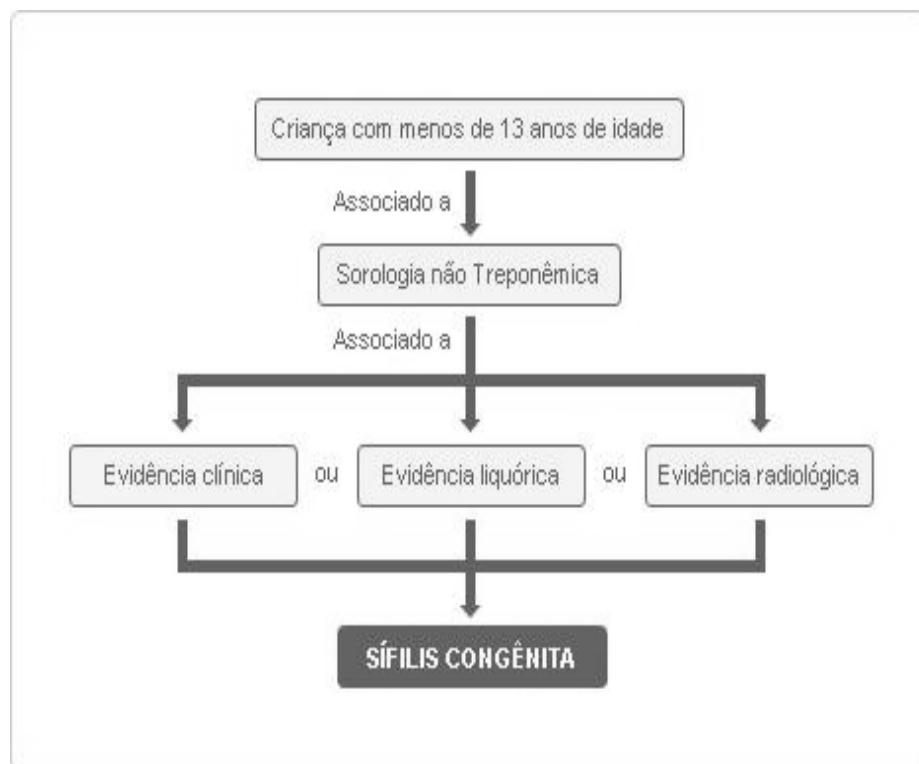 Criança com menos de 13 anos de idade
Associado a
Sorologia não Treponêmica
Associado a
Evidência clínica ou Evidência liquórica ou Evidência radiológica
SÍFILIS CONGÊNITA